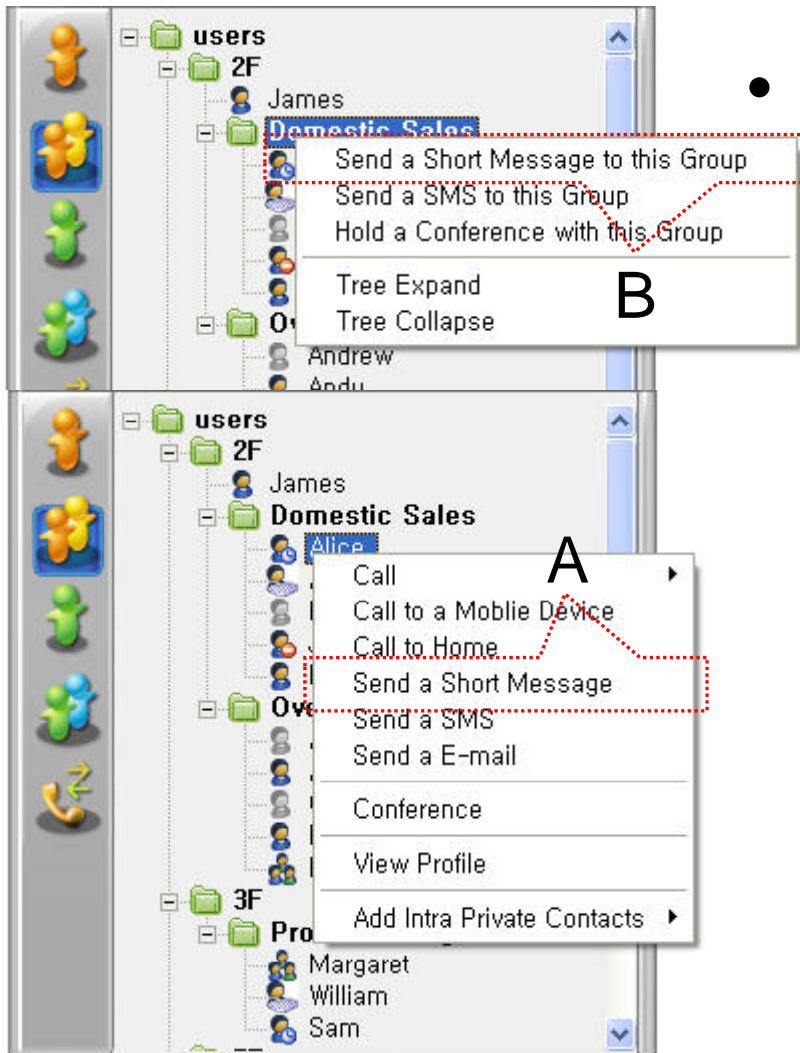 users
2F
James
Domestic Sales
Send a Short Message to this Group
Send a SMS to this Group
Hold a Conference with this Group
B
Tree Expand
Tree Collapse
Andrew
Andy
users
2F
James
Domestic Sales
Alice
A
Call
Call to a Moblie Device
Call to Home
Send a Short Message
Send a SMS
Send a E-mail
Conference
View Profile
3F
Add Intra Private Contacts
Margaret
William
Sam